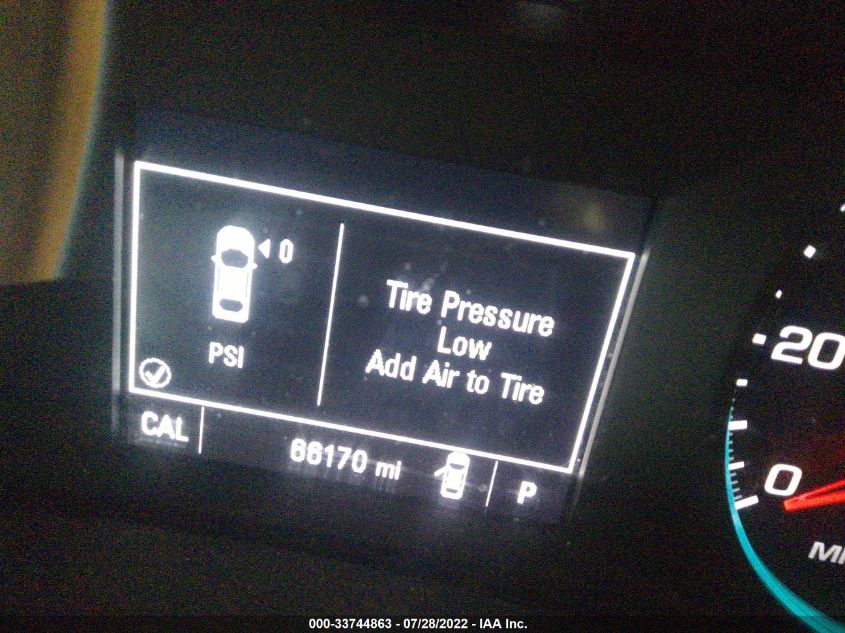 0
PSI
Tire Pressure
Low
Add Air to Tire
CAL
66170 mi
P
20
0
000-33744863 - 07/28/2022 - IAA Inc.